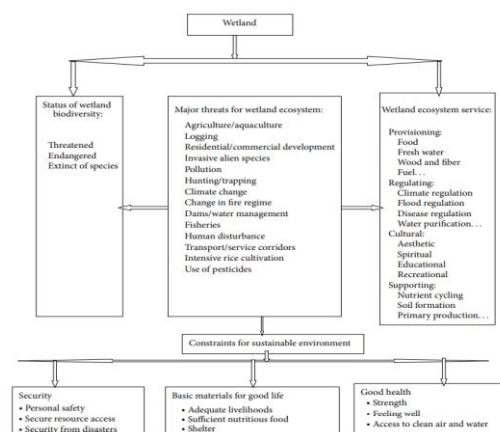 Wetland
Status of wetland
biodiversity:
Threatened
Endangered
Extinct of species
Major threats for wetland ecosystem:
Agriculture/aquaculture
Logging
Residential/commercial development
Invasive alien species
Pollution
Hunting/trapping
Climate change
Change in fire regime
Dams/water management
Fisheries
Human disturbance
Transport/service corridors
Intensive rice cultivation
Use of pesticides
Wetland ecosystem service:
Provisioning:
Food
Fresh water
Wood and fiber
Fuel...
Regulating:
Climate regulation
Flood regulation
Disease regulation
Water purification...
Cultural:
Aesthetic
Spiritual
Educational
Recreational
Supporting:
Nutrient cycling
Soil formation
Primary production...
Constraints for sustainable environment
Security
• Personal safety
• Secure resource access
• Security from disasters
Basic materials for good life
• Adequate livelihoods
• Sufficient nutritious food
• Shelter
Good health
• Strength
• Feeling well
• Access to clean air and water